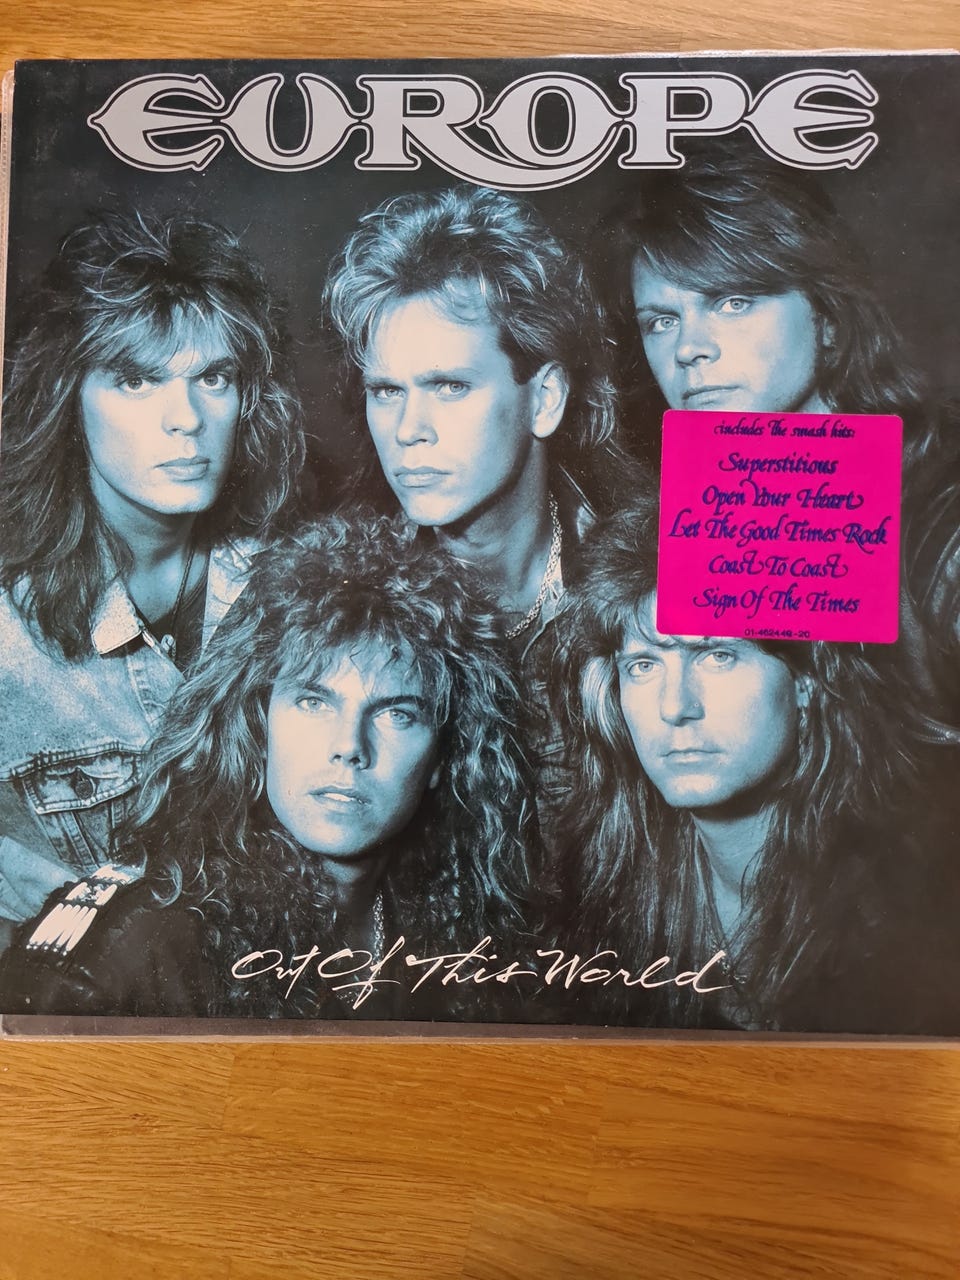 EUROPE
includes The smash hits:
Superstitious
Open Your Heart
Let The Good Times Rock
Coast To Coast
Sign Of The Times
01-462449-20
Out Of This World